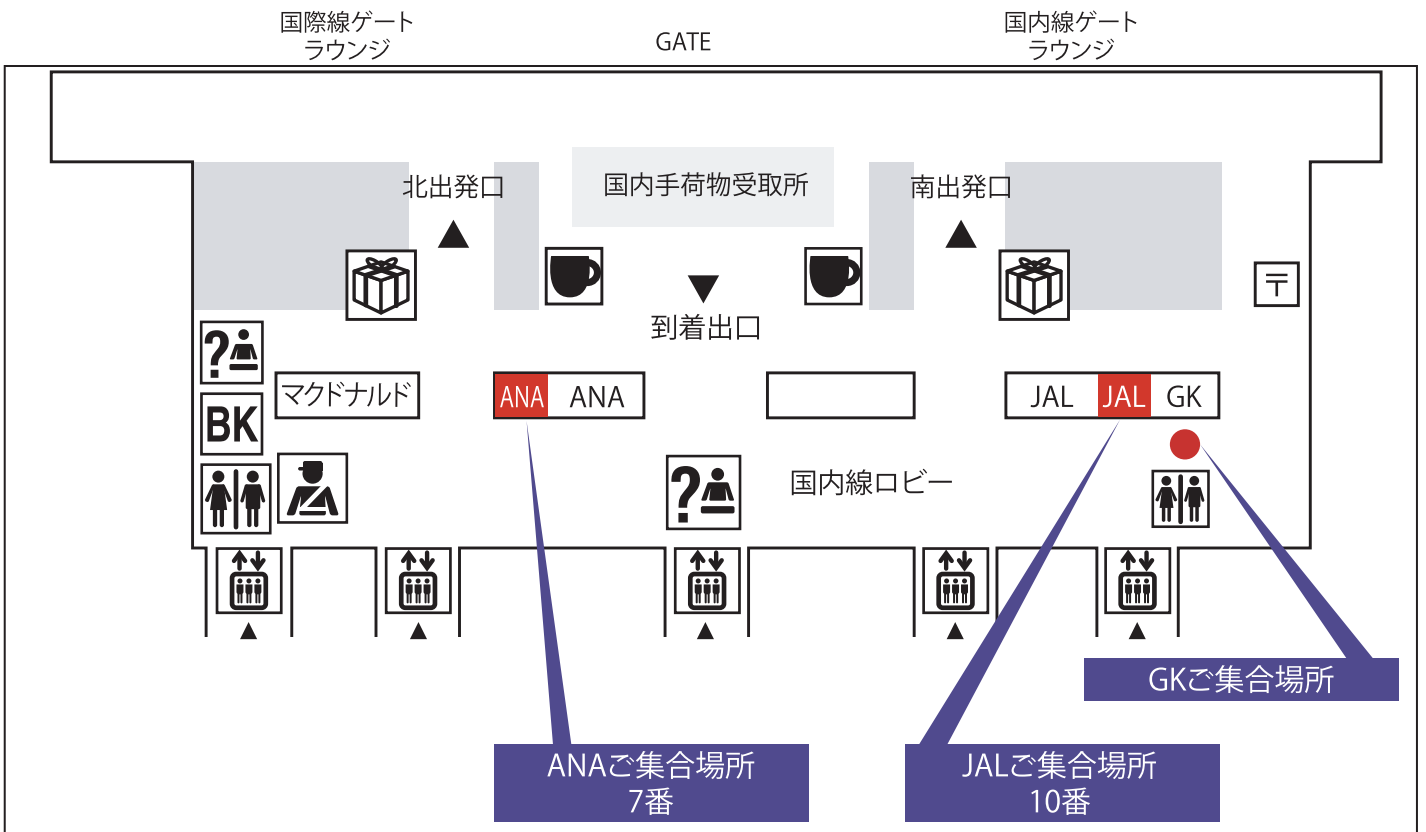 国際線ゲート
ラウンジ
GATE
国内線ゲート
ラウンジ
北出発口
国内手荷物受取所
南出発口
〒
到着出口
?
マクドナルド
ANA ANA
JAL JAL GK
BK
?
国内線ロビー
GKご集合場所
ANAご集合場所
7番
JALご集合場所
10番